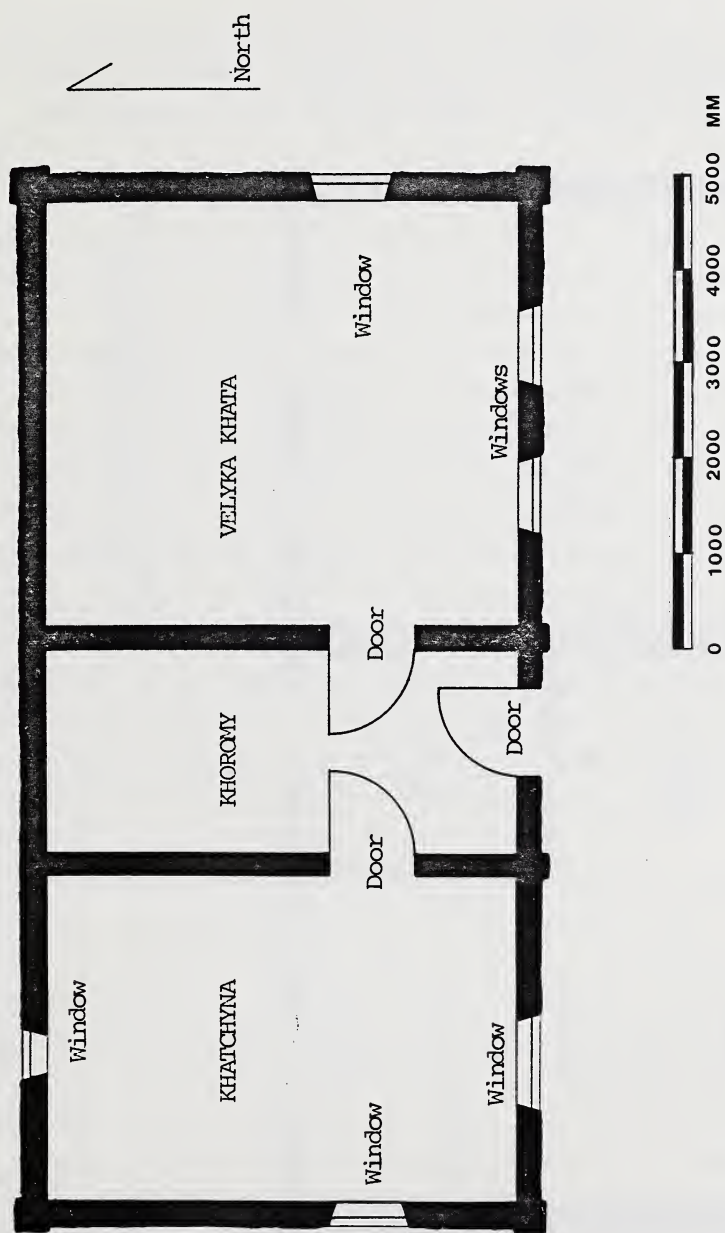 North
VELYKA KHATA
Window
Windows
Door
KHOROMY
Door
Door
Window
KHATCHYNA
Window
Window
0 1000 2000 3000 4000 5000 MM